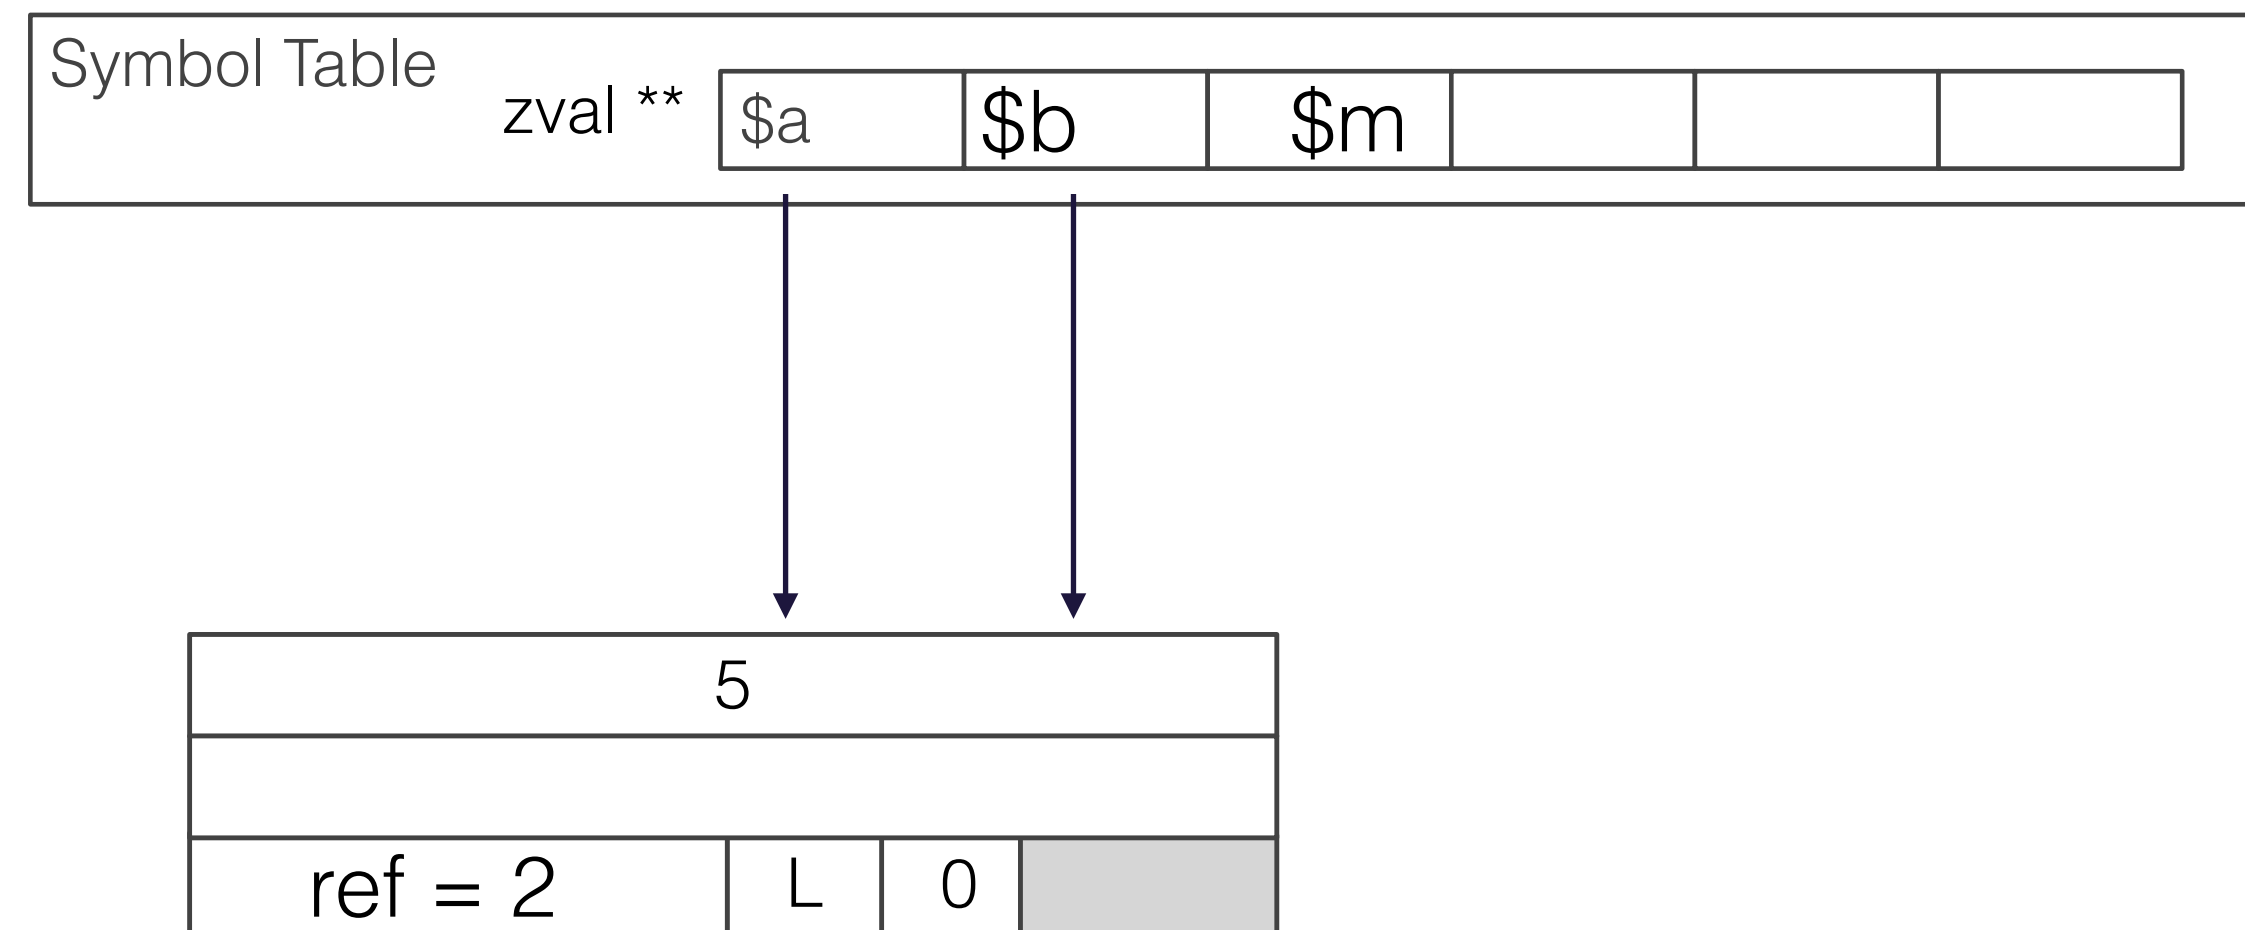 Symbol Table
zval ** $a $b $m
5
ref = 2 L 0